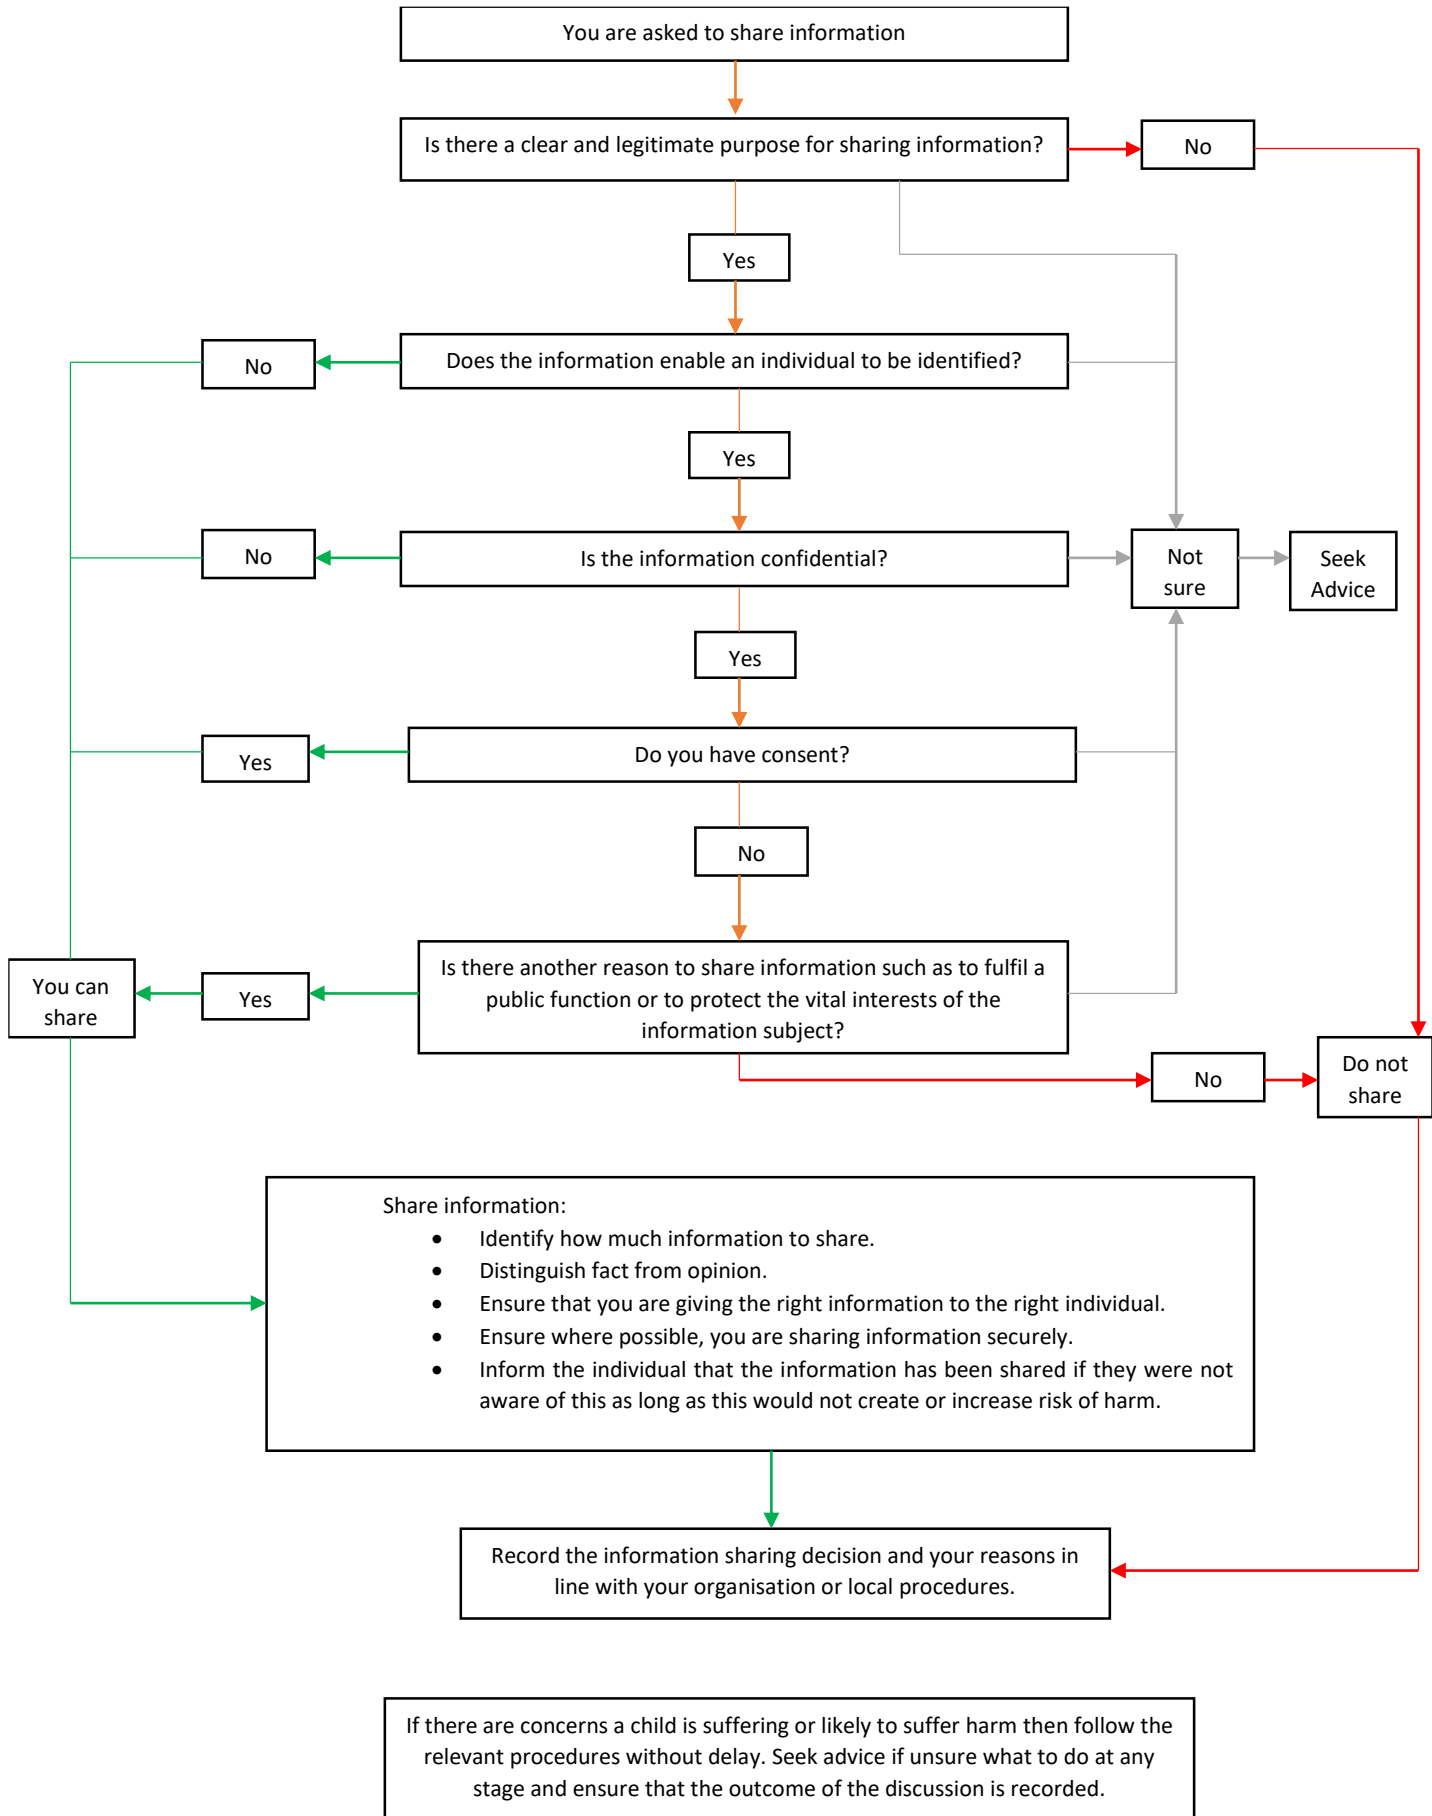 You are asked to share information
Is there a clear and legitimate purpose for sharing information?
No
Yes
Does the information enable an individual to be identified?
No
Yes
Is the information confidential?
No
Not
sure
Seek
Advice
Yes
Do you have consent?
Yes
No
Is there another reason to share information such as to fulfil a
public function or to protect the vital interests of the
information subject?
Yes
You can
share
No
Do not
share
Share information:
• Identify how much information to share.
• Distinguish fact from opinion.
• Ensure that you are giving the right information to the right individual.
• Ensure where possible, you are sharing information securely.
• Inform the individual that the information has been shared if they were not
aware of this as long as this would not create or increase risk of harm.
Record the information sharing decision and your reasons in
line with your organisation or local procedures.
If there are concerns a child is suffering or likely to suffer harm then follow the
relevant procedures without delay. Seek advice if unsure what to do at any
stage and ensure that the outcome of the discussion is recorded.